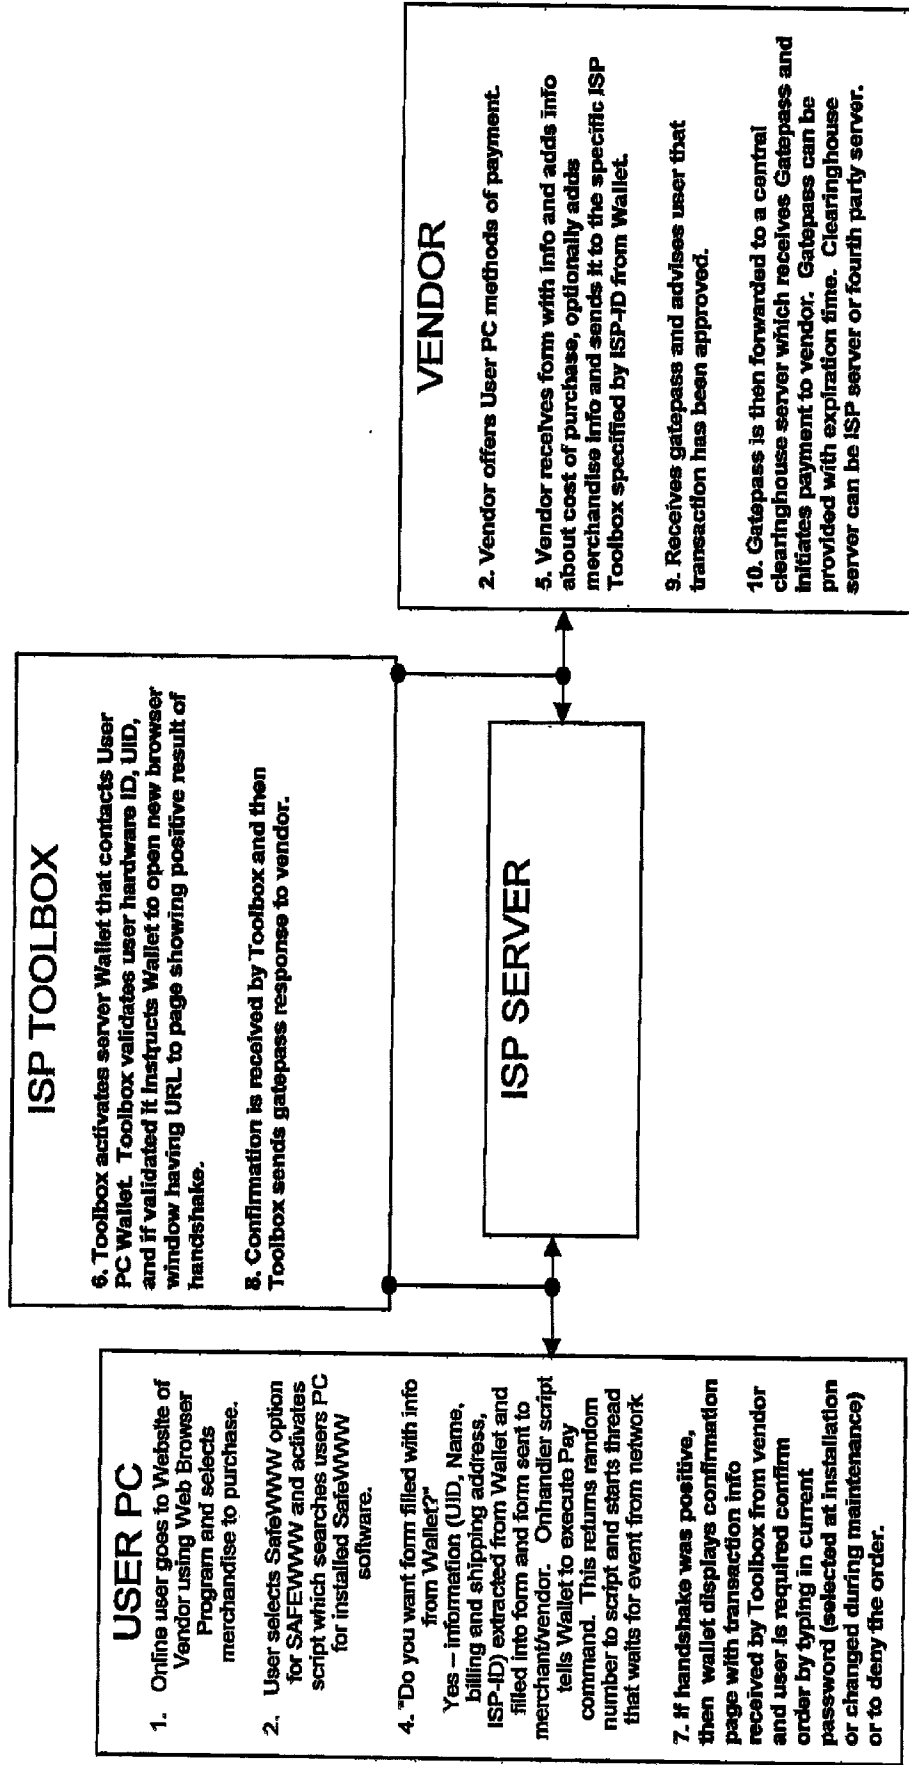 USER PC
1. Online user goes to Website of
Vendor using Web Browser
Program and selects
merchandise to purchase.
2. User selects SafeWWW option
for SAFEWWW and activates
script which searches users PC
for installed SafeWWW
software.
4. "Do you want form filled with info
from Wallet?"
Yes – information (UID, Name,
billing and shipping address,
ISP-ID) extracted from Wallet and
filled into form and form sent to
merchant/vendor. Onhandler script
tells Wallet to execute Pay
command. This returns random
number to script and starts thread
that waits for event from network
7. If handshake was positive,
then wallet displays confirmation
page with transaction info
received by Toolbox from vendor
and user is required confirm
order by typing in current
password (selected at installation
or changed during maintenance)
or to deny the order.
ISP TOOLBOX
6. Toolbox activates server Wallet that contacts User
PC Wallet. Toolbox validates user hardware ID, UID,
and if validated it instructs Wallet to open new browser
window having URL to page showing positive result of
handshake.
8. Confirmation is received by Toolbox and then
Toolbox sends gatepass response to vendor.
ISP SERVER
VENDOR
2. Vendor offers User PC methods of payment.
5. Vendor receives form with info and adds info
about cost of purchase, optionally adds
merchandise info and sends it to the specific ISP
Toolbox specified by ISP-ID from Wallet.
9. Receives gatepass and advises user that
transaction has been approved.
10. Gatepass is then forwarded to a central
clearinghouse server which receives Gatepass and
initiates payment to vendor. Gatepass can be
provided with expiration time. Clearinghouse
server can be ISP server or fourth party server.